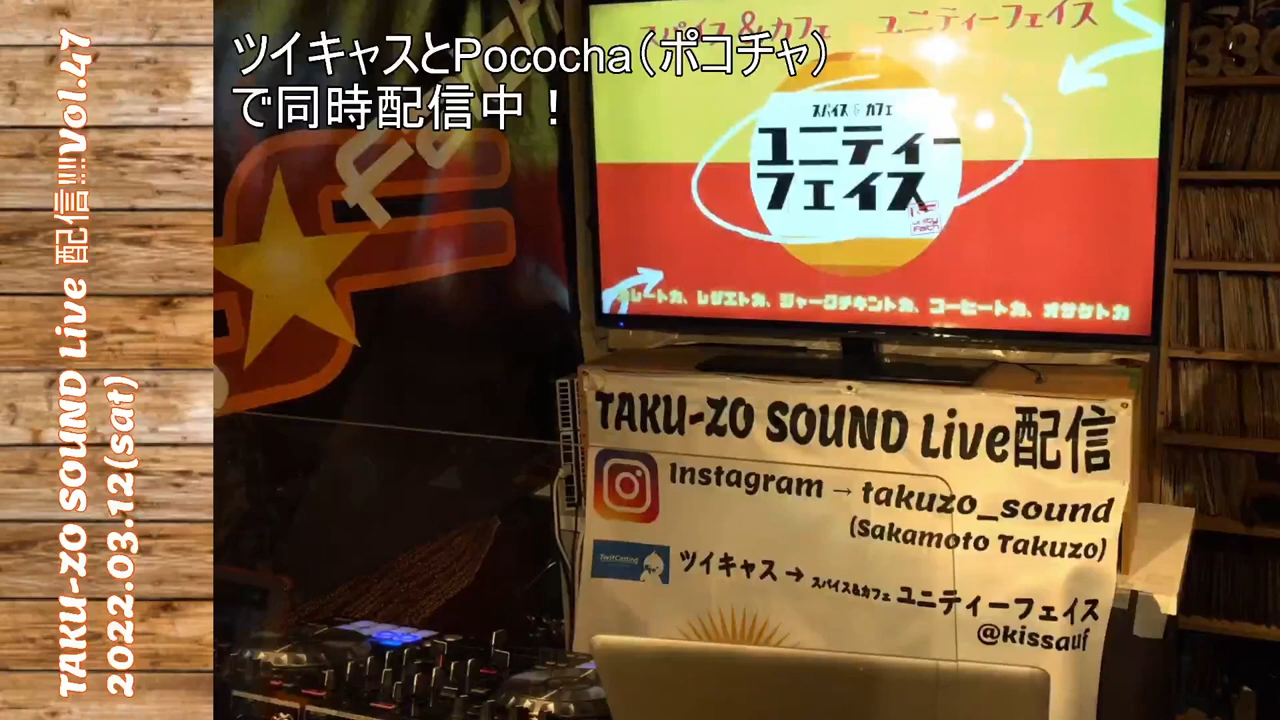 TAKU-ZO SOUND Live 配信!!!!Vol.47
2022.03.12(sat)
ツイキャスとPococha（ポコチャ）
で同時配信中！
スパイス&カフェ ユニティーフェイス
スパイス & カフェ
ユニティー
フェイス
カレートカ、レゲエトカ、ジャークチキントカ、コーヒートカ、オサケトカ
TAKU-ZO SOUND Live配信
Instagram → takuzo_sound
(Sakamoto Takuzo)
TwitCasting
ツイキャス → スパイス&カフェ ユニティーフェイス
@kissauf